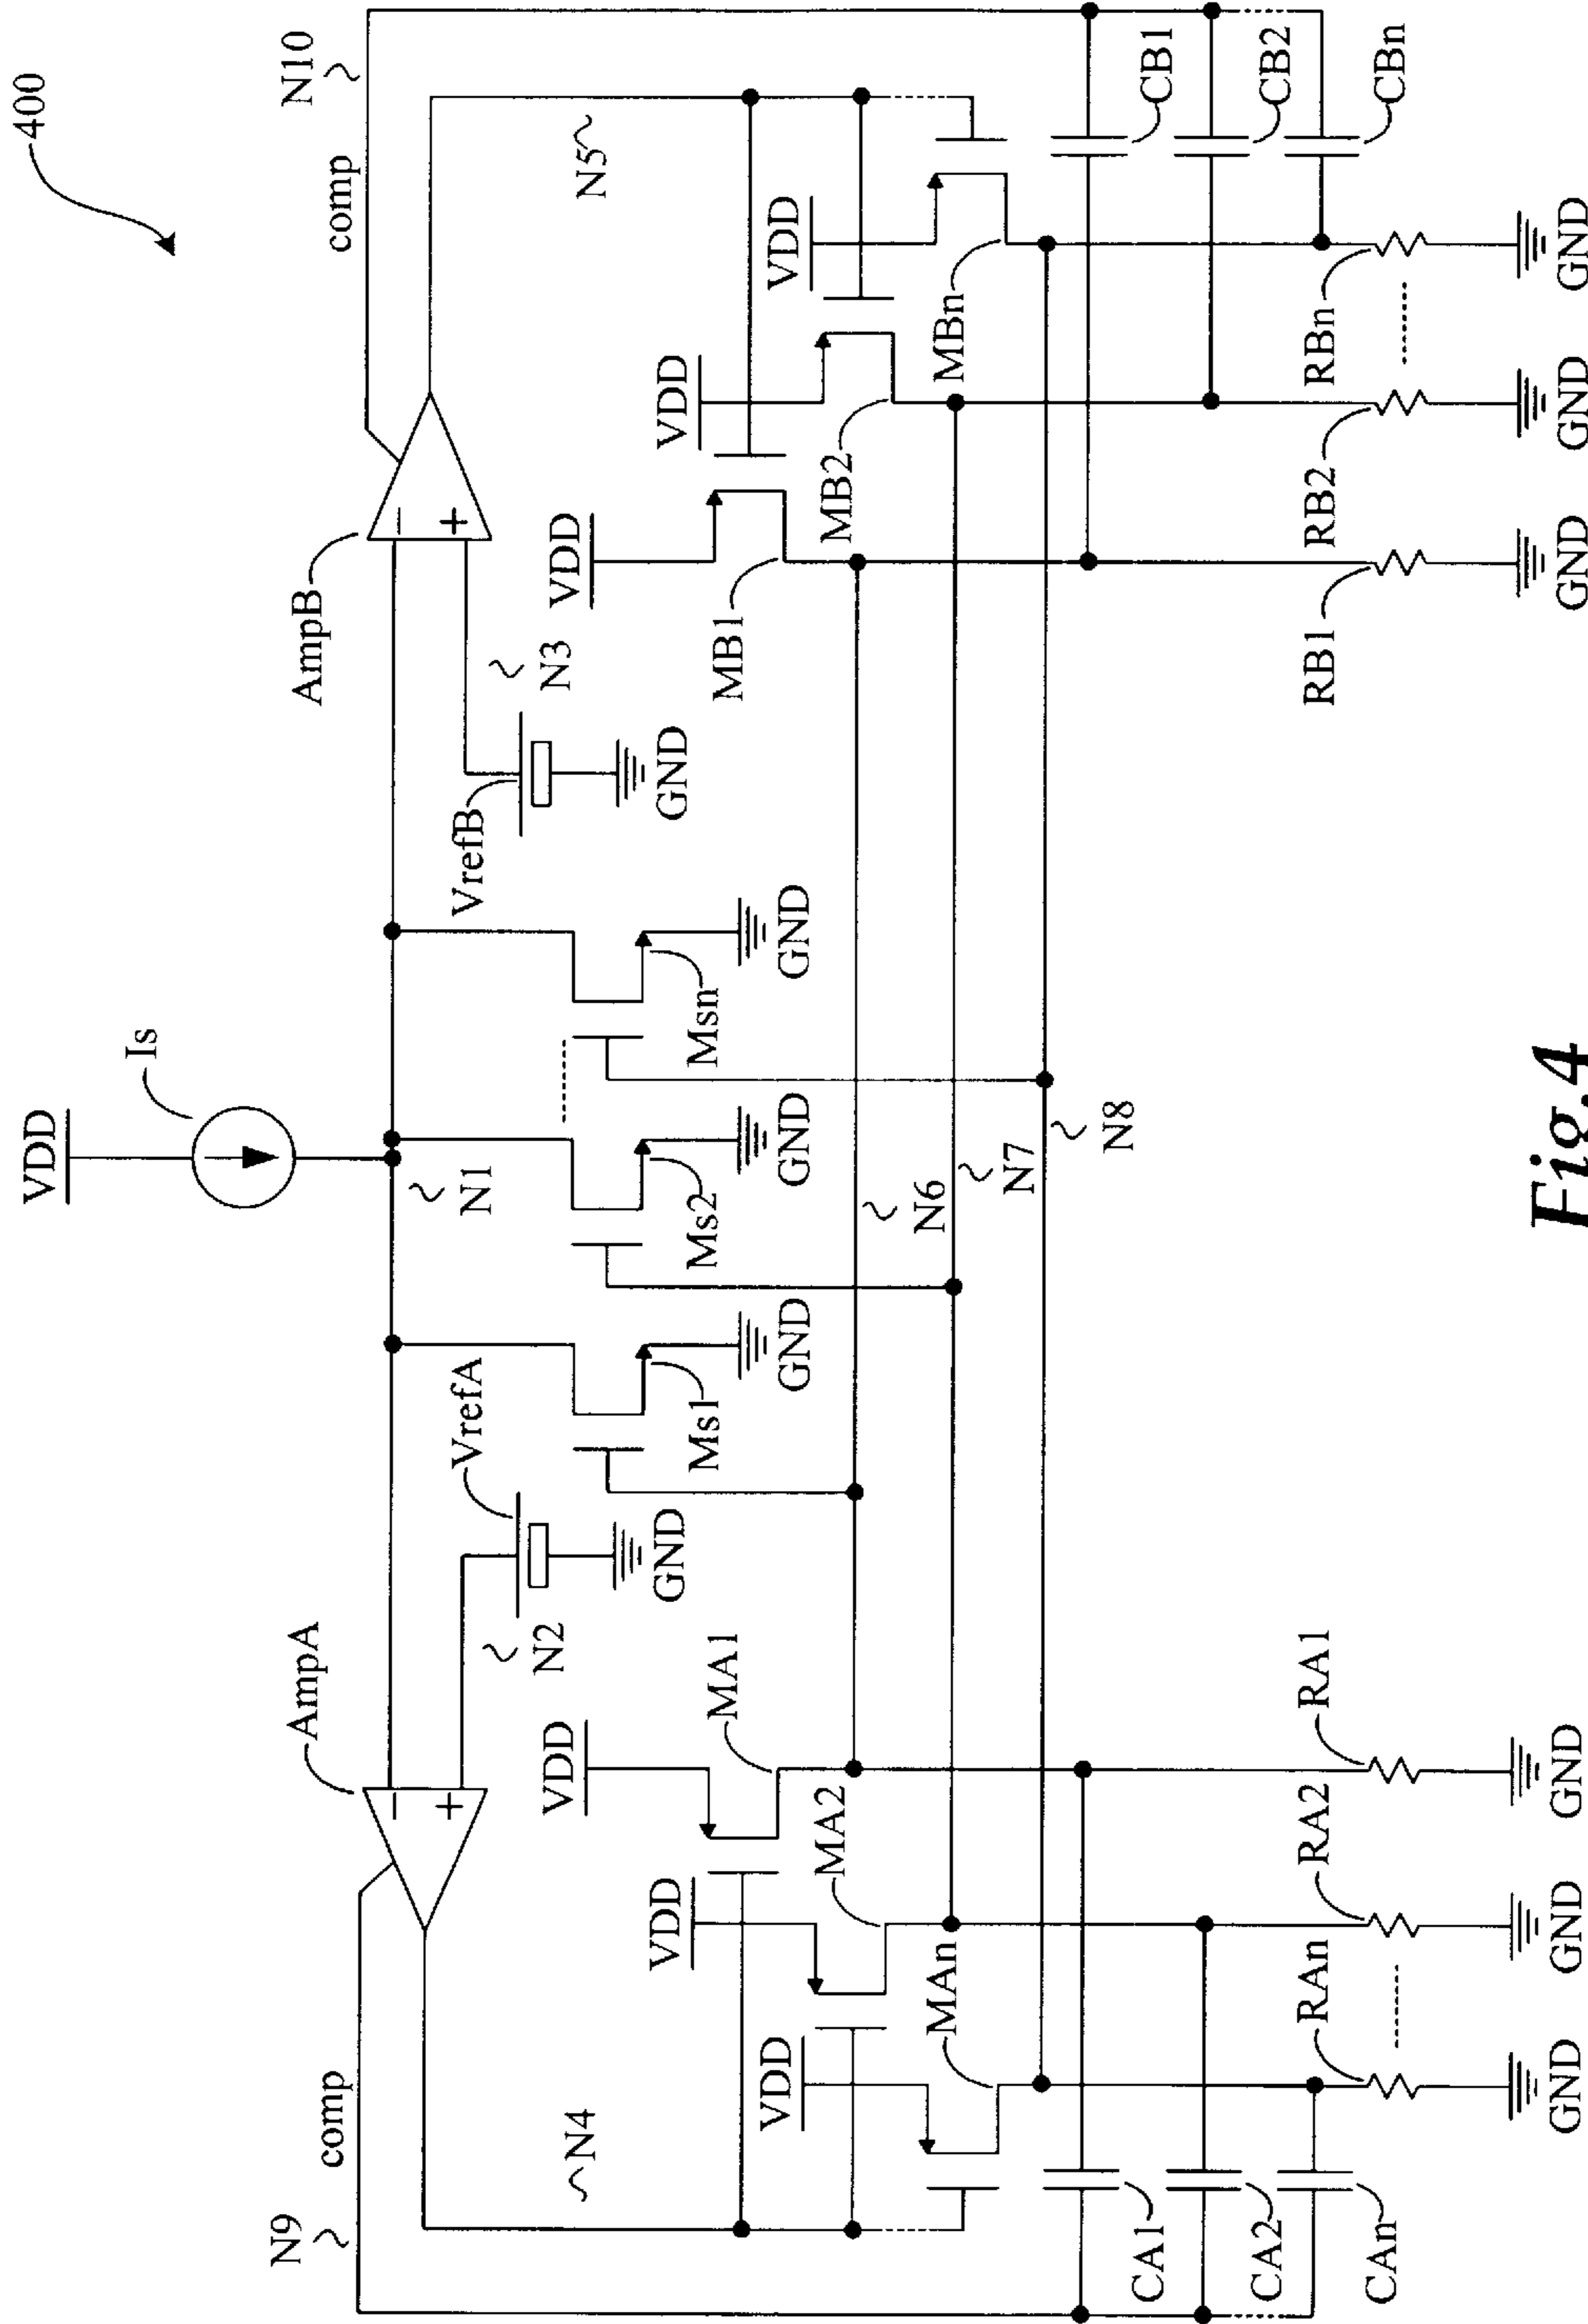 400
VDD
Is
N9
comp
AmpA
N1
AmpB
comp
N10
−
+
−
+
N4
N2
VrefA
VrefB
N3
N5
GND
GND
VDD
MA1
Ms1
GND
Ms2
GND
Msn
GND
VDD
VDD
MA2
MB1
VDD
VDD
MAn
MB2
VDD
MBn
N6
N7
N8
CA1
CA2
CAn
CB1
CB2
CBn
RAn
RA2
RA1
RB1
RB2
RBn
GND
GND
GND
GND
GND
GND
Fig.4